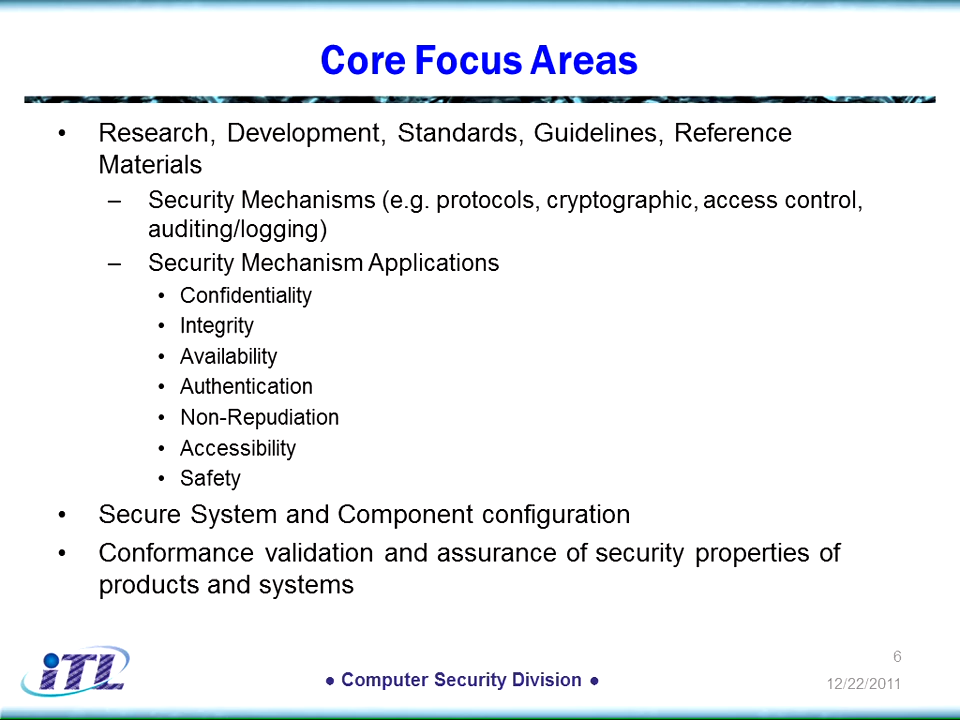 Core Focus Areas
• Research, Development, Standards, Guidelines, Reference
Materials
– Security Mechanisms (e.g. protocols, cryptographic, access control,
auditing/logging)
– Security Mechanism Applications
• Confidentiality
• Integrity
• Availability
• Authentication
• Non-Repudiation
• Accessibility
• Safety
• Secure System and Component configuration
• Conformance validation and assurance of security properties of
products and systems
iTL
● Computer Security Division ●
6
12/22/2011